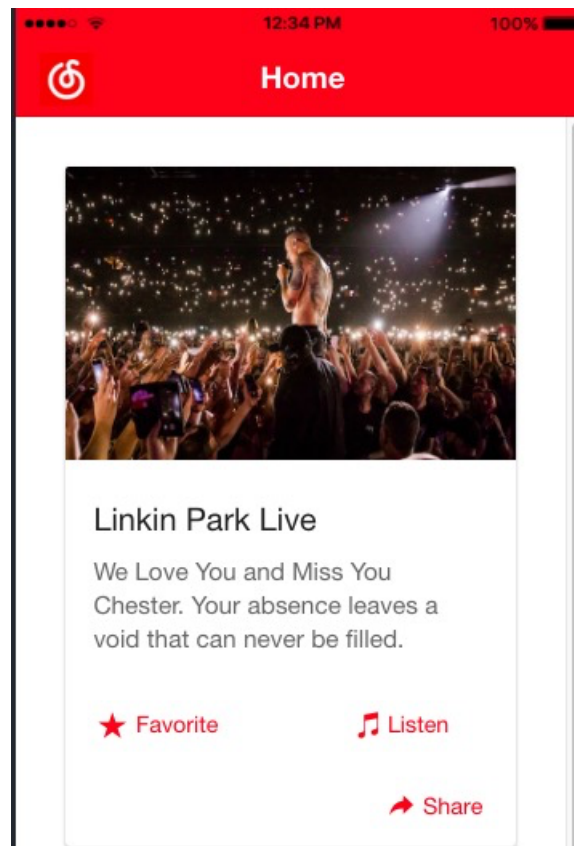 12:34 PM
100%
Home
Linkin Park Live
We Love You and Miss You
Chester. Your absence leaves a
void that can never be filled.
Favorite
Listen
Share